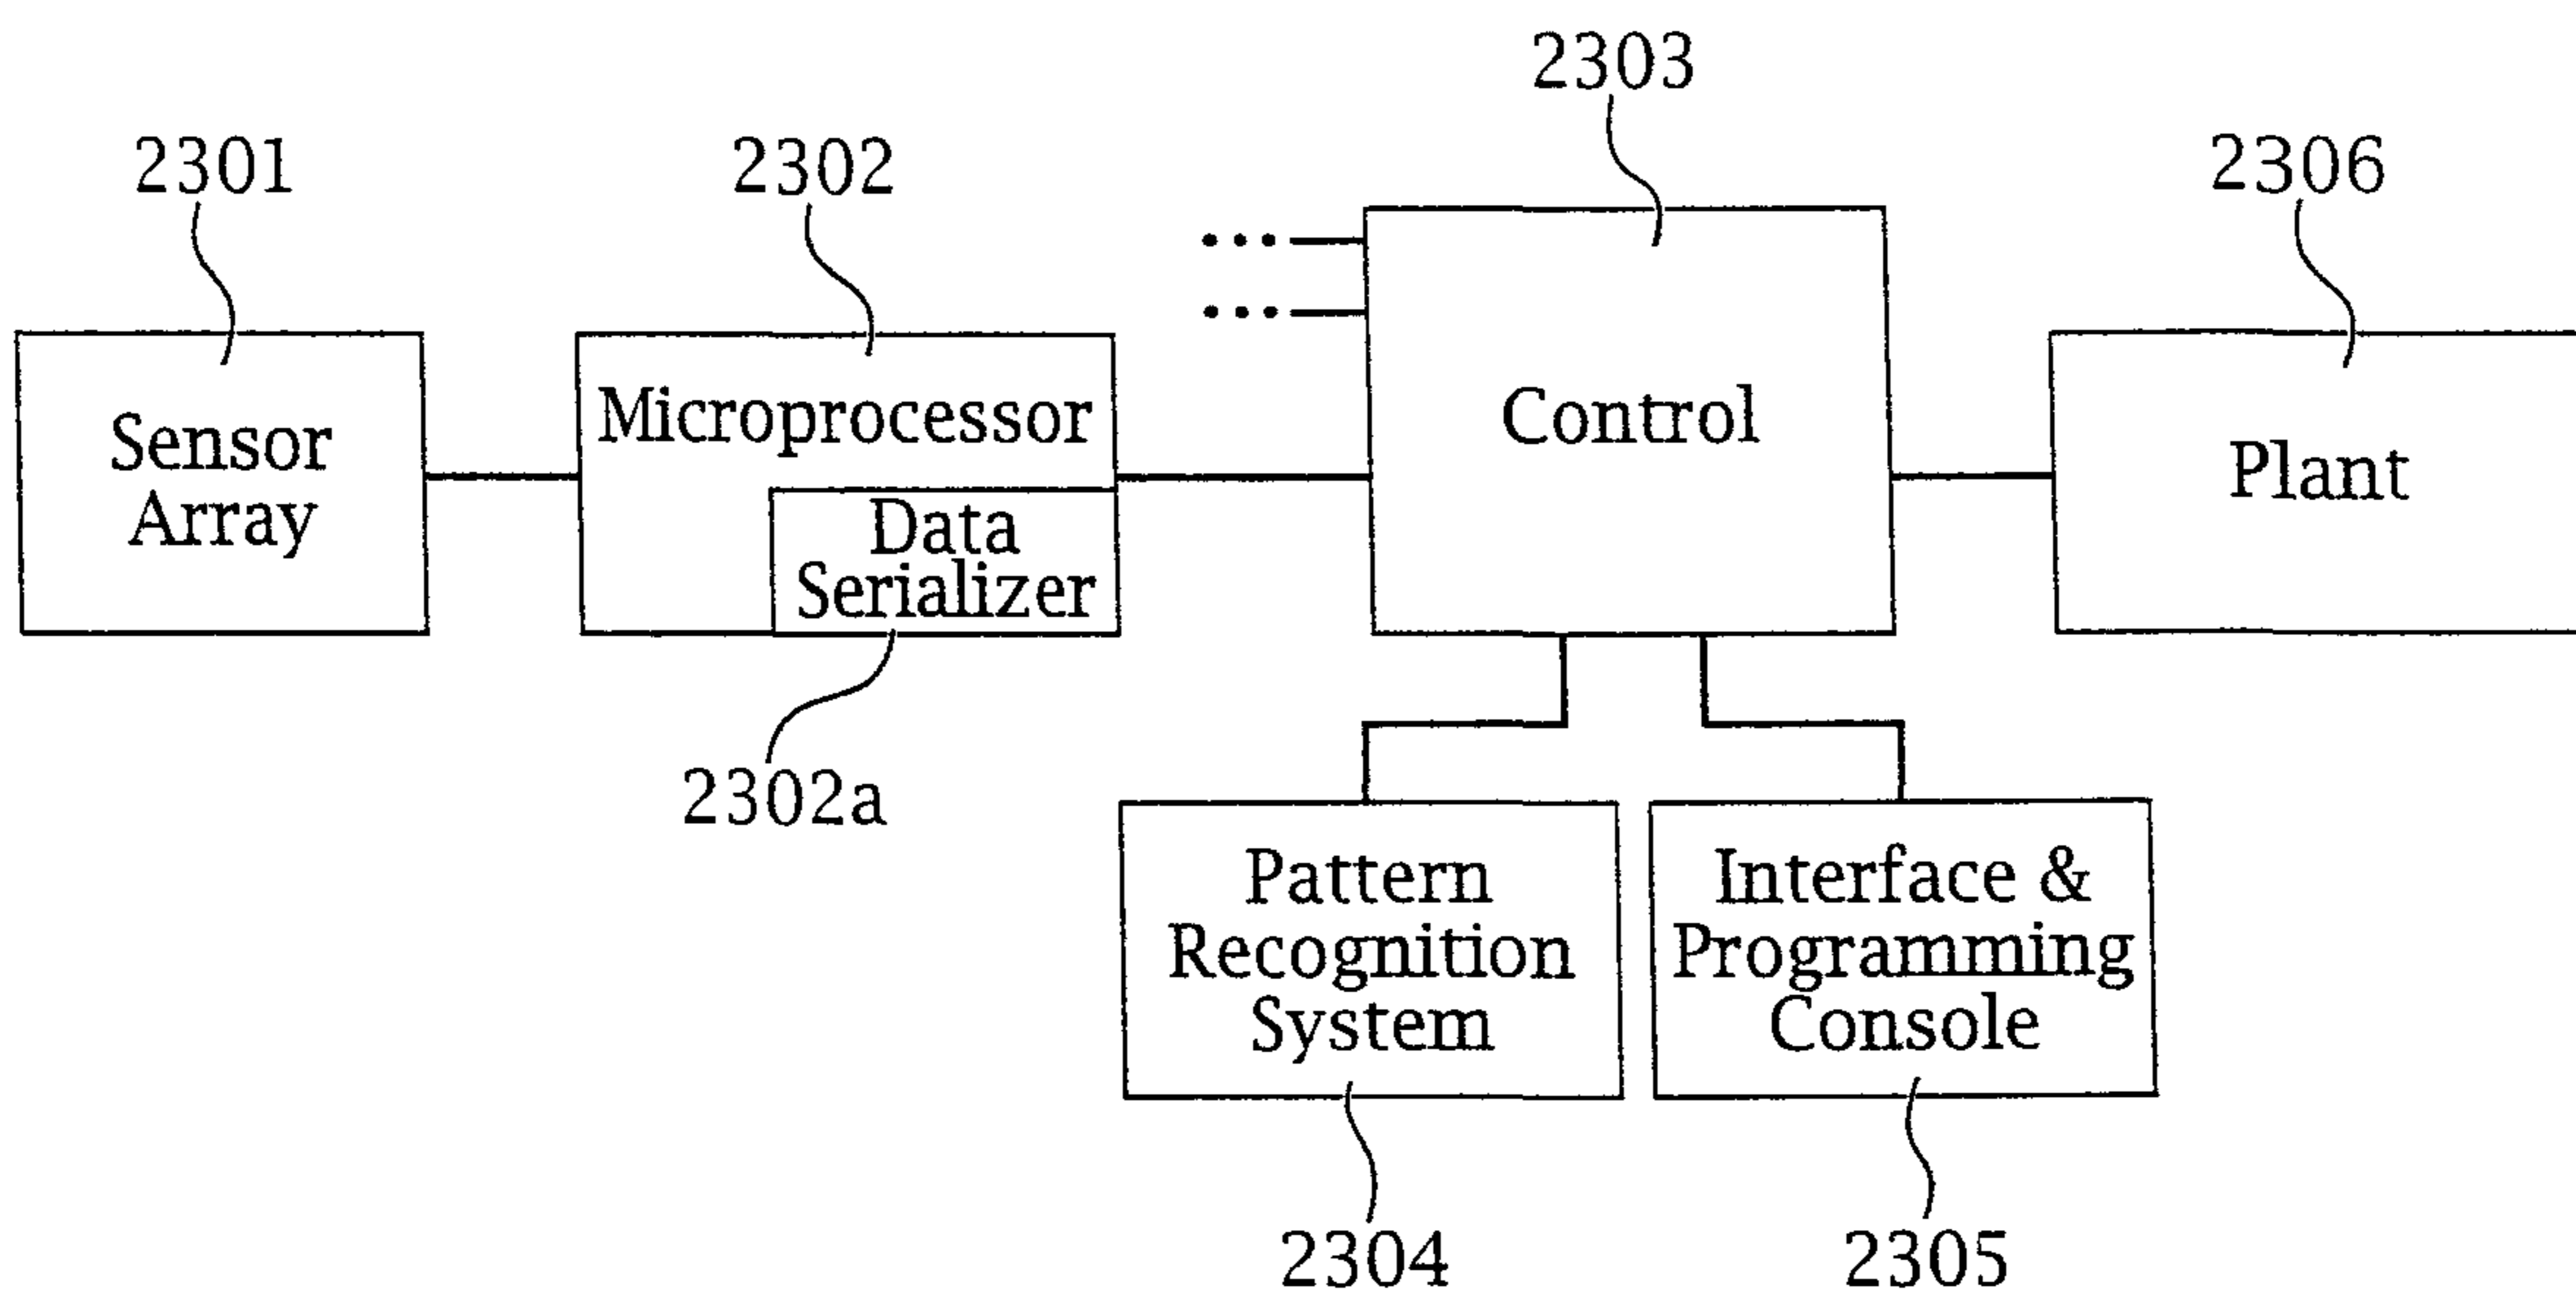 2303
2301
2302
2306
Sensor
Array
Microprocessor
Data
Serializer
Control
Plant
2302a
Pattern
Recognition
System
Interface &
Programming
Console
2304
2305